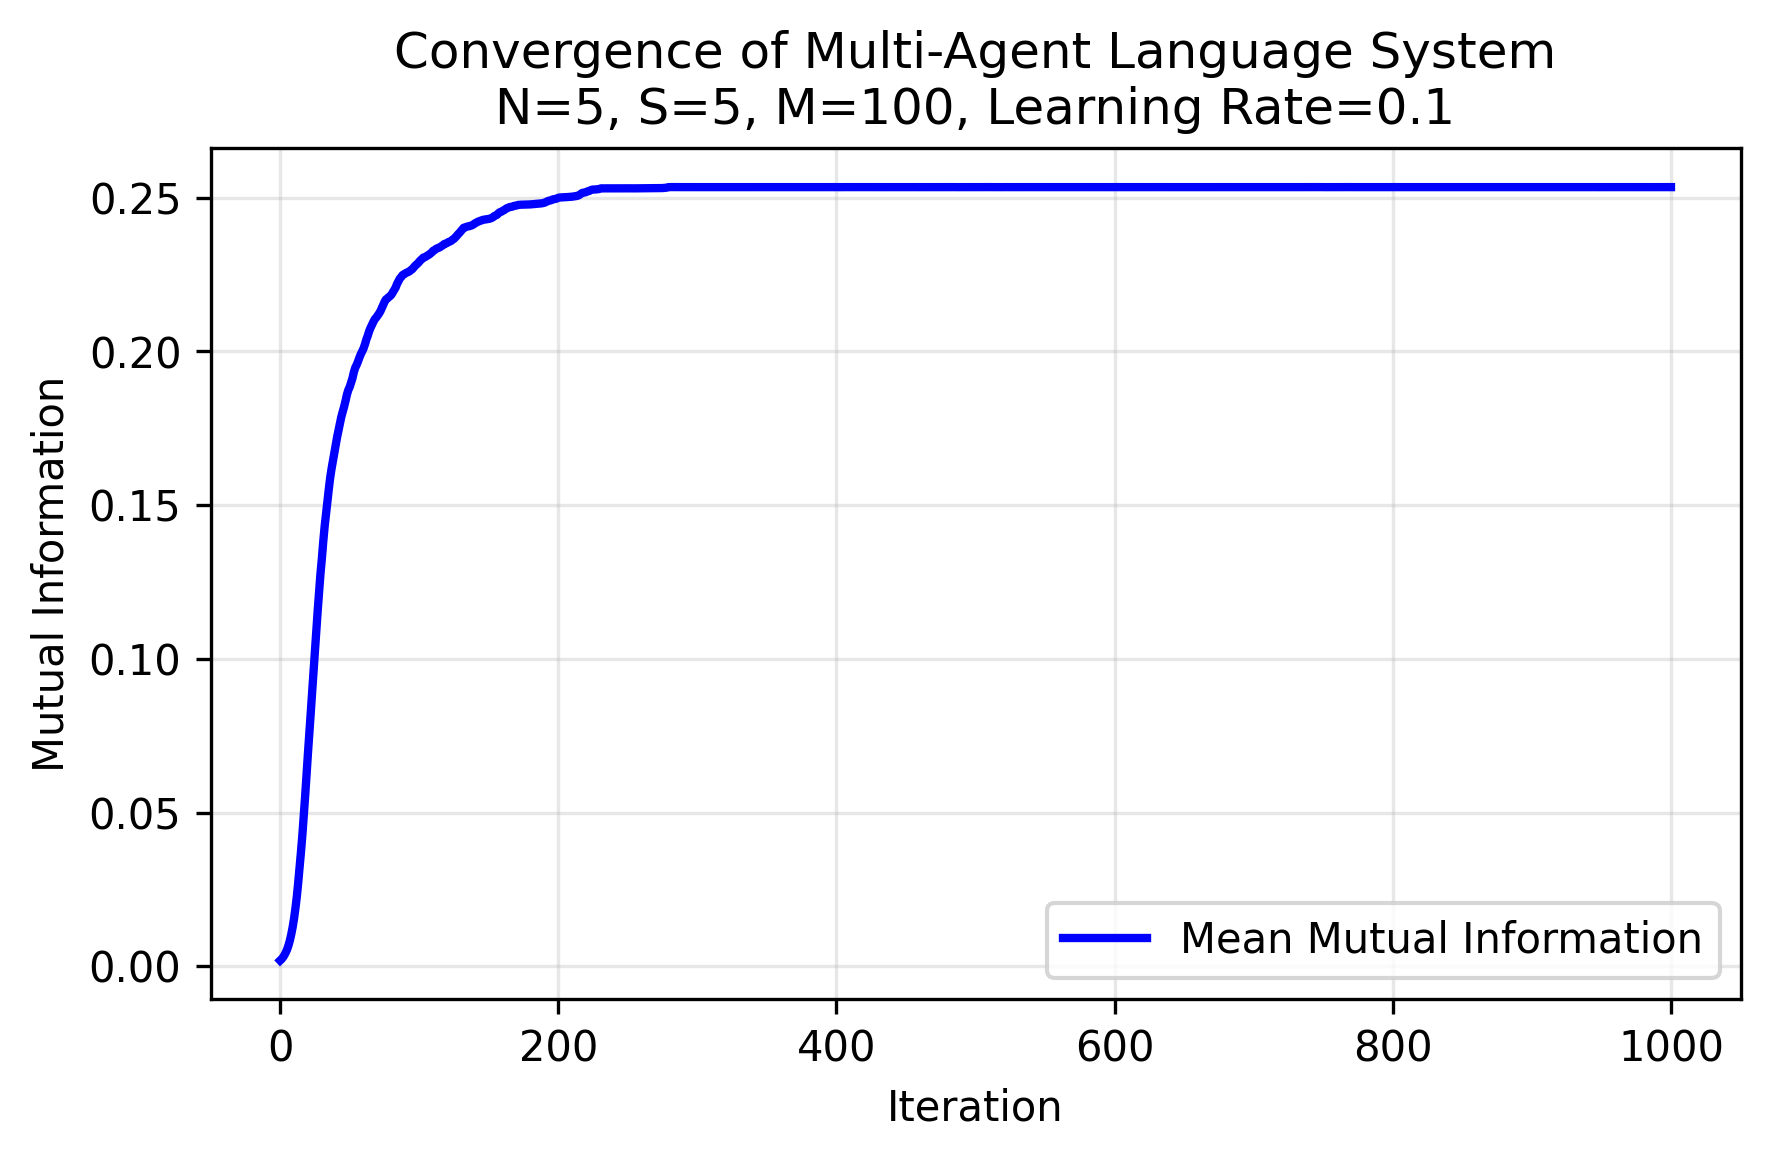 Convergence of Multi-Agent Language System
N=5, S=5, M=100, Learning Rate=0.1
Mutual Information
0.25
0.20
0.15
0.10
0.05
0.00
Mean Mutual Information
0 200 400 600 800 1000
Iteration